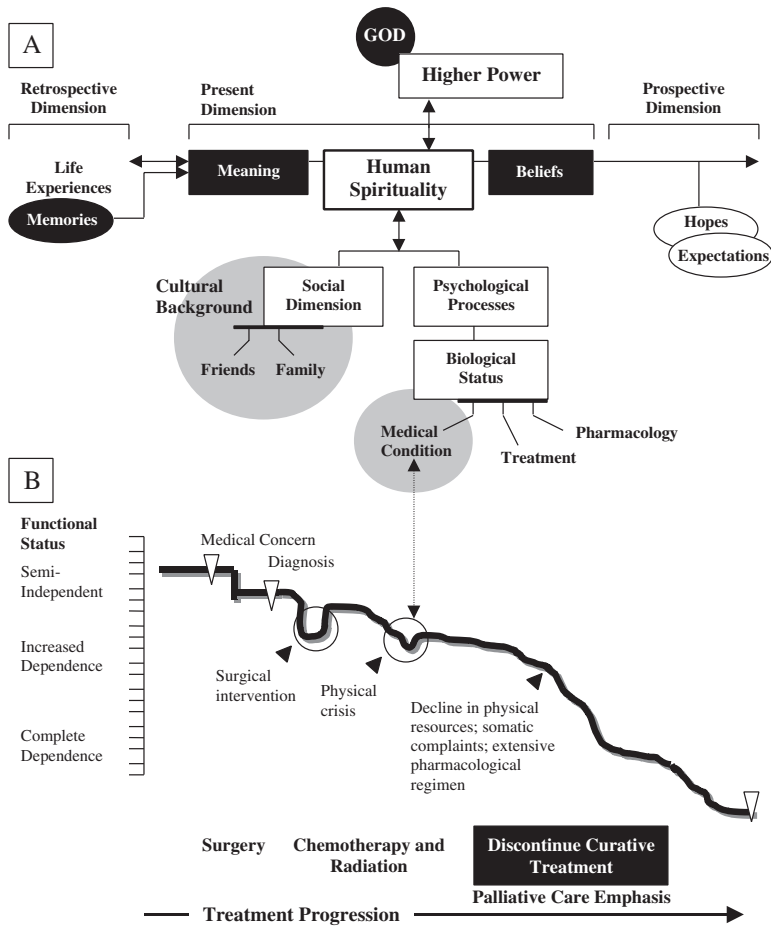 A
GOD
Higher Power
Retrospective
Dimension
Present
Dimension
Prospective
Dimension
Life
Experiences
Memories
Meaning
Human
Spirituality
Beliefs
Hopes
Expectations
Cultural
Background
Social
Dimension
Psychological
Processes
Friends
Family
Biological
Status
Medical
Condition
Pharmacology
Treatment
B
Functional
Status
Medical Concern
Diagnosis
Semi-
Independent
Increased
Dependence
Complete
Dependence
Surgical
intervention
Physical
crisis
Decline in physical
resources; somatic
complaints; extensive
pharmacological
regimen
Surgery
Chemotherapy and
Radiation
Discontinue Curative
Treatment
Palliative Care Emphasis
Treatment Progression